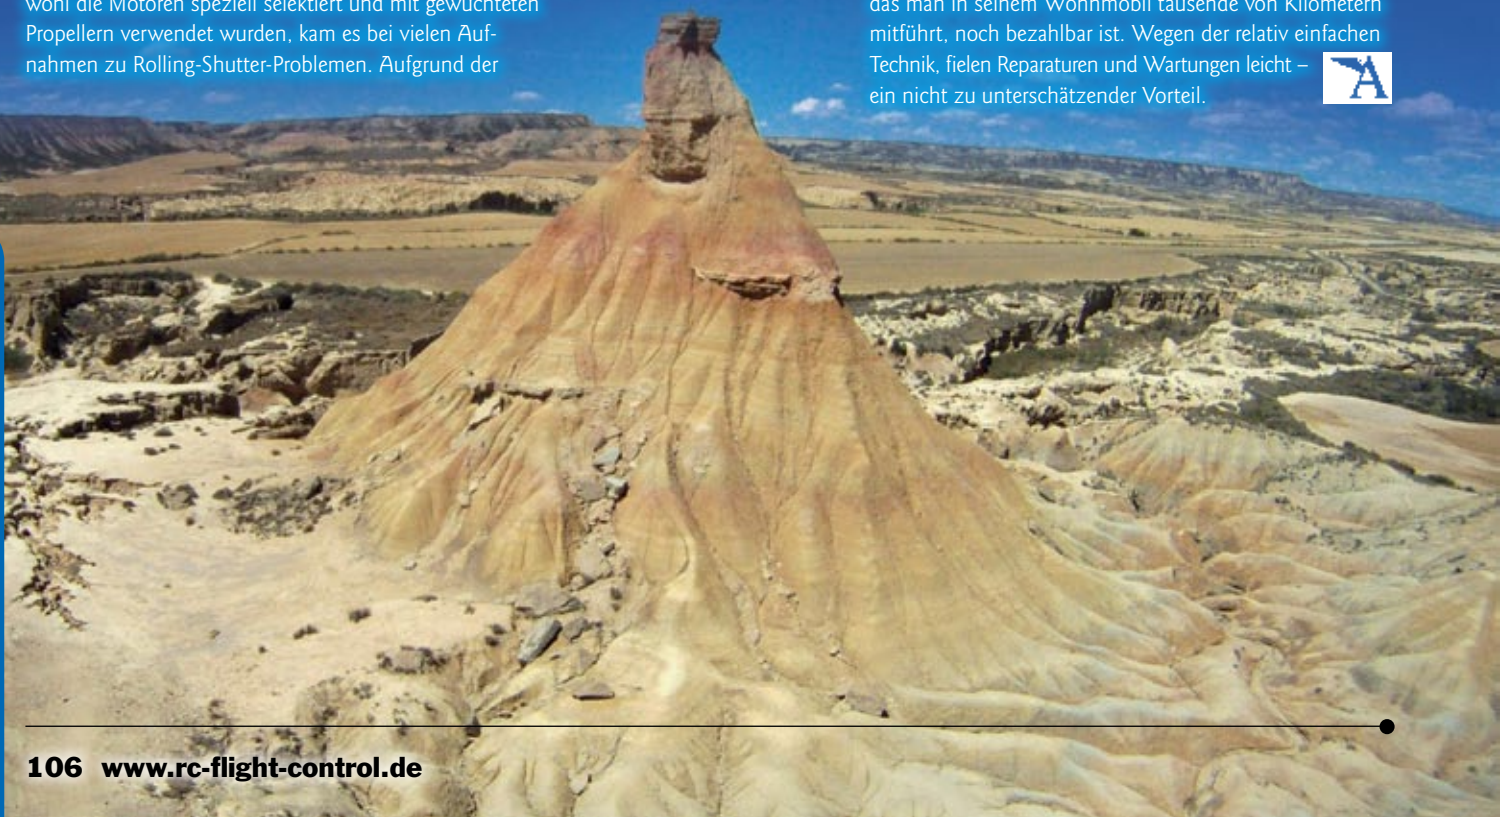 wohl die Motoren speziell selektiert und mit gewuchteten
Propellern verwendet wurden, kam es bei vielen Auf-
nahmen zu Rolling-Shutter-Problemen. Aufgrund der
das man in seinem Wohnmobil tausende von Kilometern
mitführt, noch bezahlbar ist. Wegen der relativ einfachen
Technik, fielen Reparaturen und Wartungen leicht –
ein nicht zu unterschätzender Vorteil.
A
106 www.rc-flight-control.de